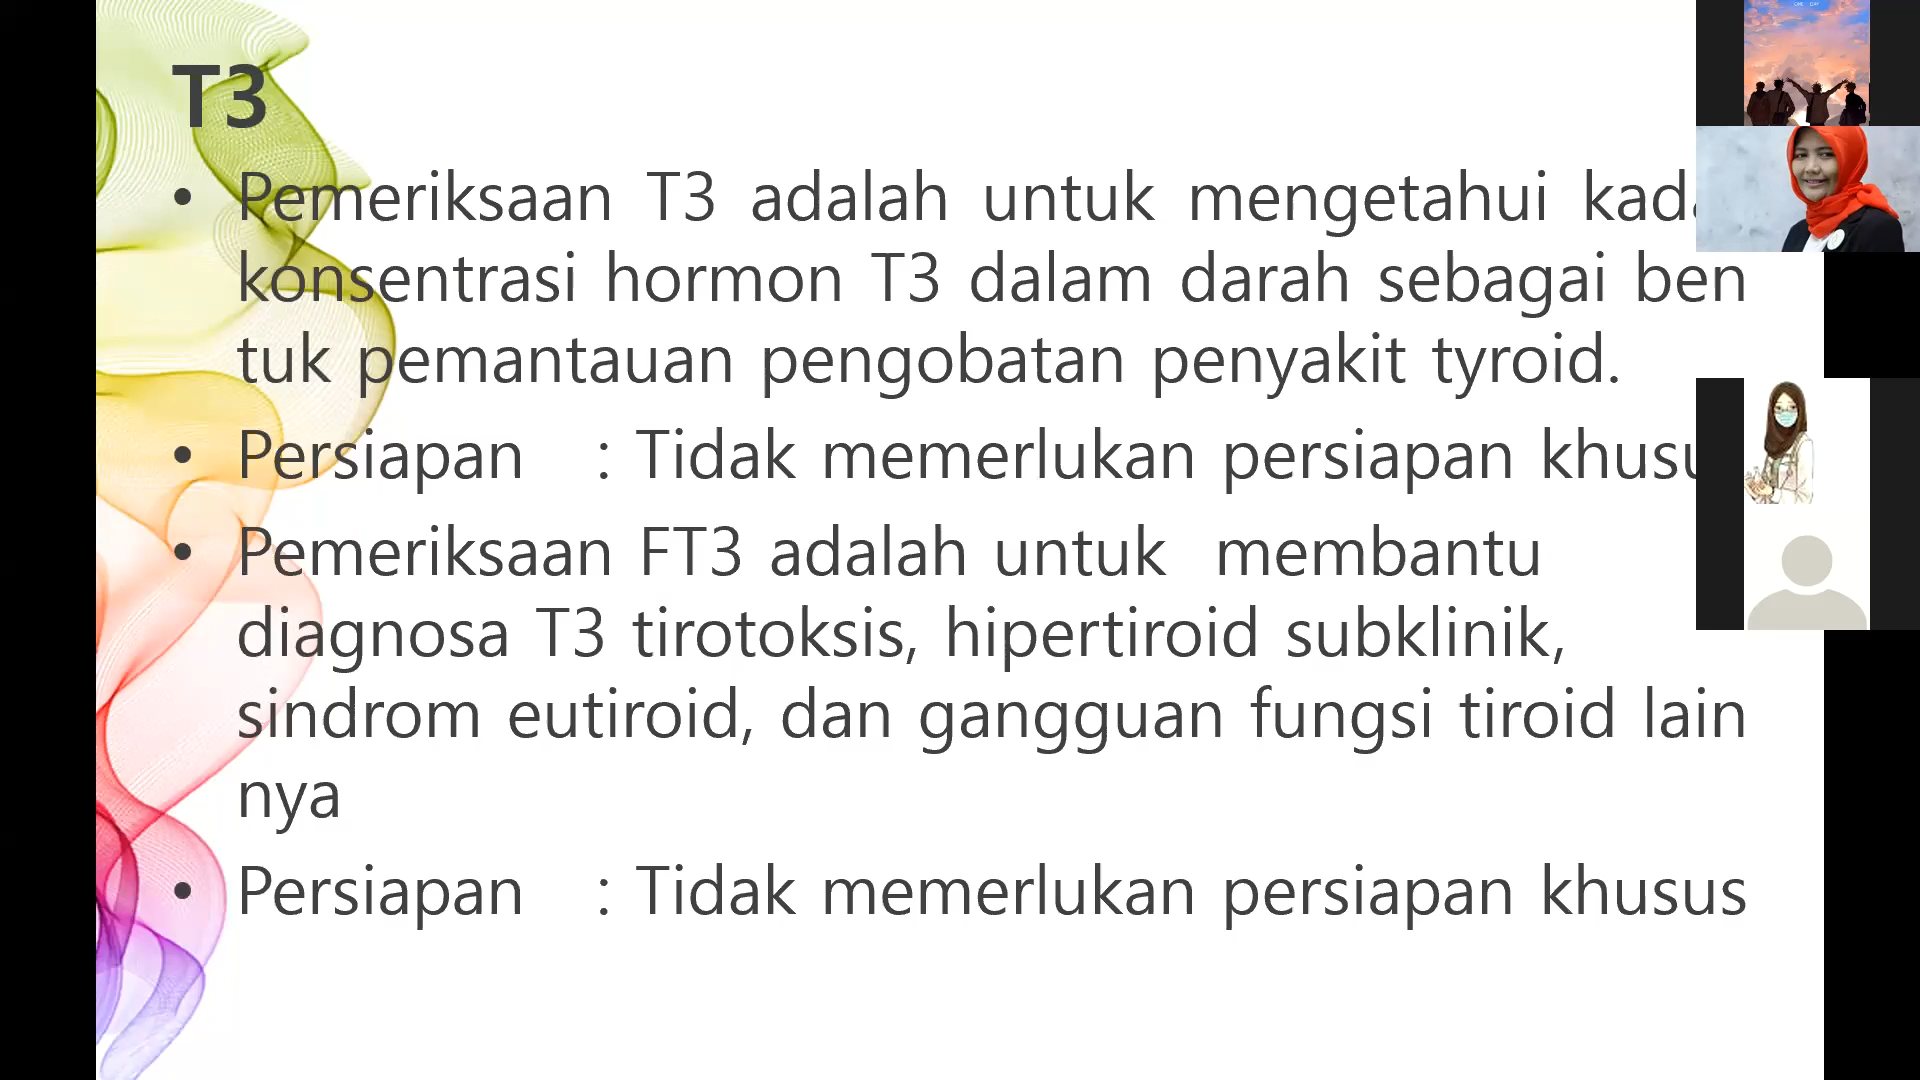 T3
• Pemeriksaan T3 adalah untuk mengetahui
konsentrasi hormon T3 dalam darah sebagai ben
tuk pemantauan pengobatan penyakit tyroid.
• Persiapan : Tidak memerlukan persiapan
• Pemeriksaan FT3 adalah untuk membantu
diagnosa T3 tirotoksis, hipertiroid subklinik,
sindrom eutiroid, dan gangguan fungsi tiroid lain
nya
• Persiapan : Tidak memerlukan persiapan khusus